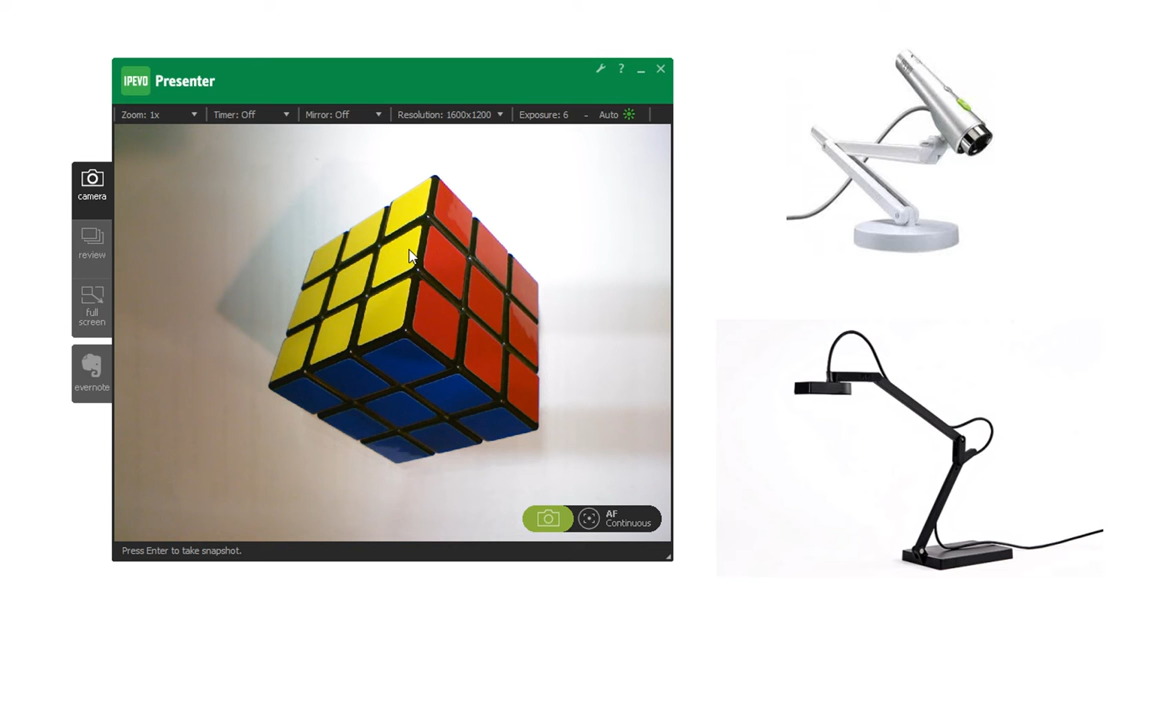 IPEVO Presenter
Zoom: 1x Timer: Off Mirror: Off Resolution: 1600x1200 Exposure: 6 - Auto
camera
review
full
screen
evernote
AF
Continuous
Press Enter to take snapshot.